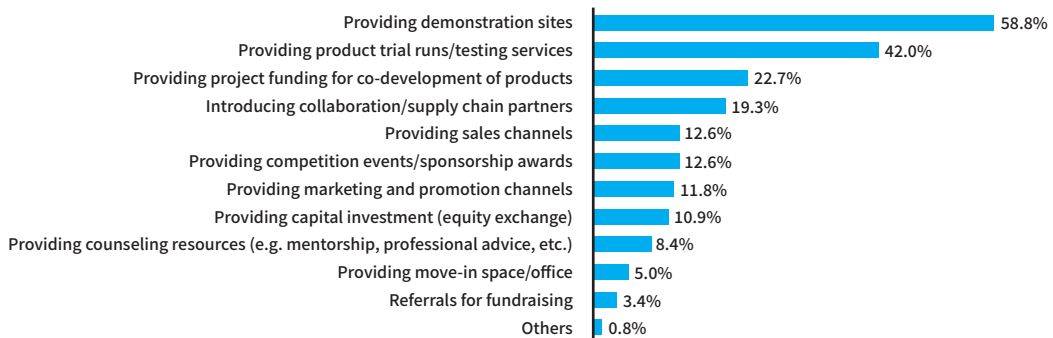 Providing demonstration sites 58.8%
Providing product trial runs/testing services 42.0%
Providing project funding for co-development of products 22.7%
Introducing collaboration/supply chain partners 19.3%
Providing sales channels 12.6%
Providing competition events/sponsorship awards 12.6%
Providing marketing and promotion channels 11.8%
Providing capital investment (equity exchange) 10.9%
Providing counseling resources (e.g. mentorship, professional advice, etc.) 8.4%
Providing move-in space/office 5.0%
Referrals for fundraising 3.4%
Others 0.8%